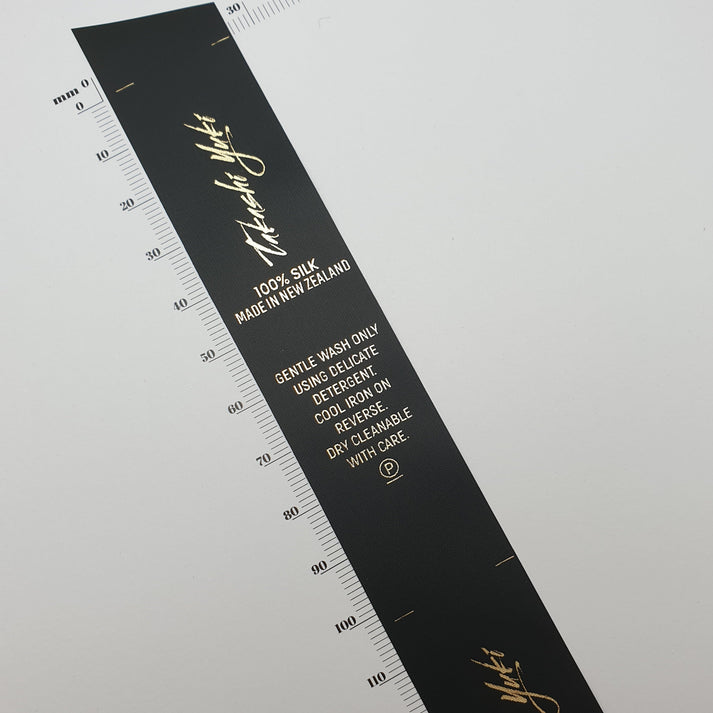 30
mm 0
0
10
20
30
40
50
60
70
80
90
100
110
Takashi Yuki
100% SILK
MADE IN NEW ZEALAND
GENTLE WASH ONLY
USING DELICATE
DETERGENT.
COOL IRON ON
REVERSE.
DRY CLEANABLE
WITH CARE.
P
Yuki